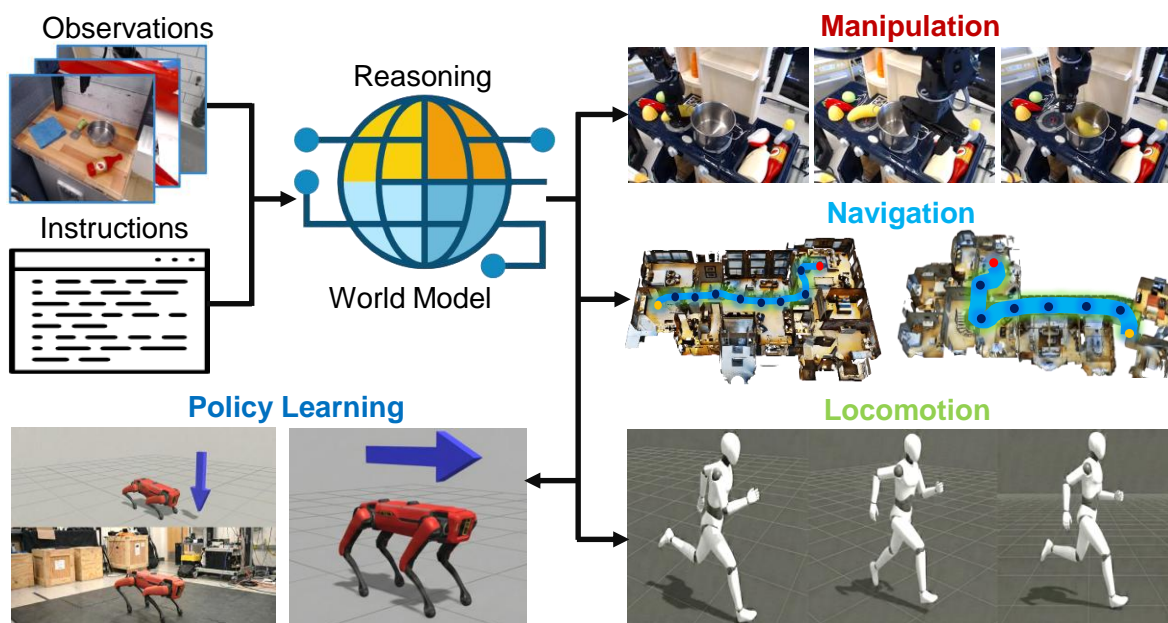 Observations
Instructions
Reasoning
World Model
Manipulation
Navigation
Policy Learning
Locomotion